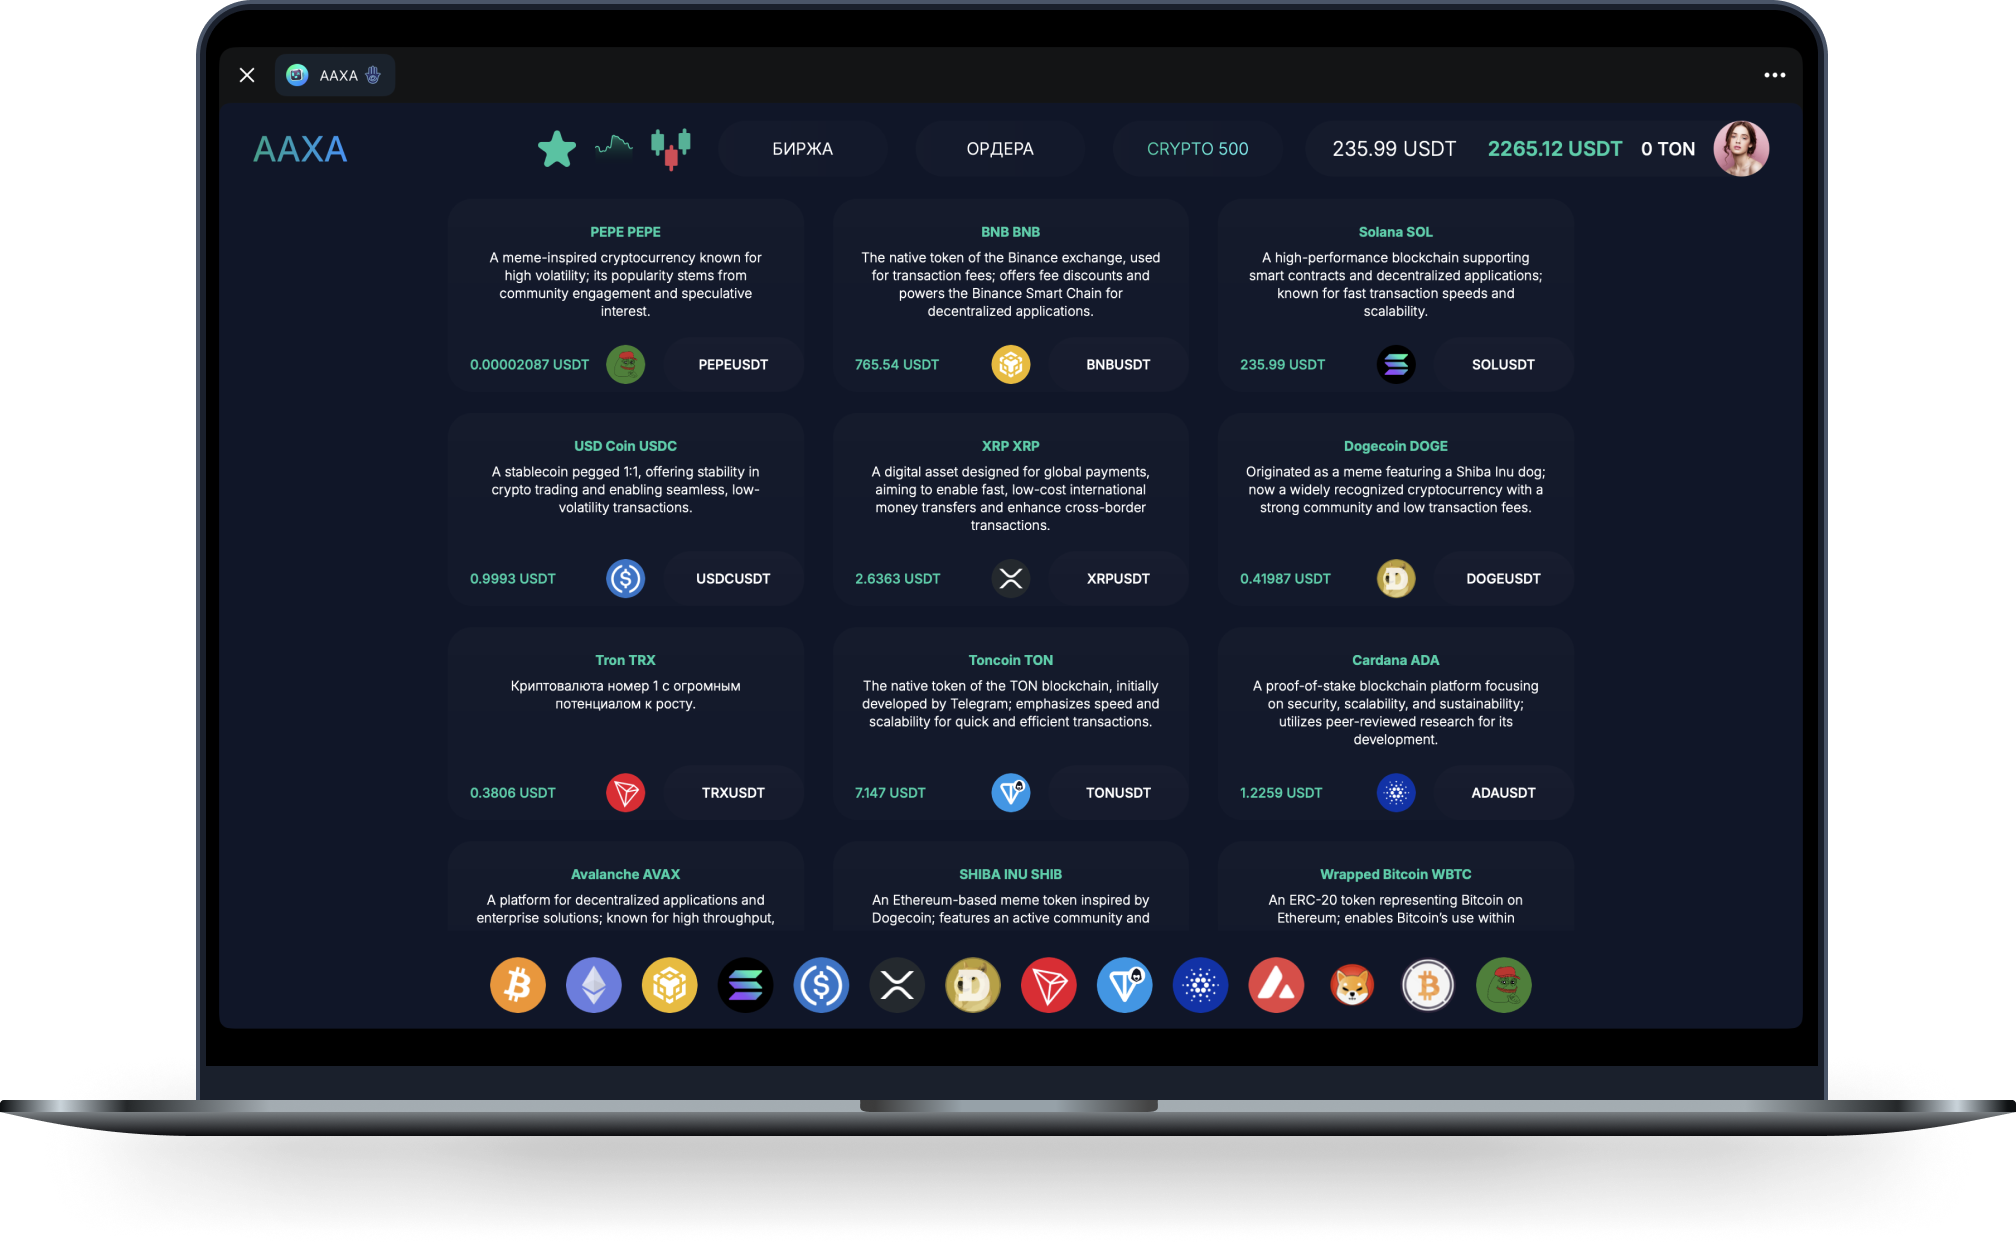 AAXA
AAXA
БИРЖА
ОРДЕРА
CRYPTO 500
235.99 USDT
2265.12 USDT
0 TON
PEPE PEPE
A meme-inspired cryptocurrency known for
high volatility; its popularity stems from
community engagement and speculative
interest.
0.00002087 USDT
PEPEUSDT
BNB BNB
The native token of the Binance exchange, used
for transaction fees; offers fee discounts and
powers the Binance Smart Chain for
decentralized applications.
765.54 USDT
BNBUSDT
Solana SOL
A high-performance blockchain supporting
smart contracts and decentralized applications;
known for fast transaction speeds and
scalability.
235.99 USDT
SOLUSDT
USD Coin USDC
A stablecoin pegged 1:1, offering stability in
crypto trading and enabling seamless, low-
volatility transactions.
0.9993 USDT
USDCUSDT
XRP XRP
A digital asset designed for global payments,
aiming to enable fast, low-cost international
money transfers and enhance cross-border
transactions.
2.6363 USDT
XRPUSDT
Dogecoin DOGE
Originated as a meme featuring a Shiba Inu dog;
now a widely recognized cryptocurrency with a
strong community and low transaction fees.
0.41987 USDT
DOGEUSDT
Tron TRX
Криптовалюта номер 1 с огромным
потенциалом к росту.
0.3806 USDT
TRXUSDT
Toncoin TON
The native token of the TON blockchain, initially
developed by Telegram; emphasizes speed and
scalability for quick and efficient transactions.
7.147 USDT
TONUSDT
Cardana ADA
A proof-of-stake blockchain platform focusing
on security, scalability, and sustainability;
utilizes peer-reviewed research for its
development.
1.2259 USDT
ADAUSDT
Avalanche AVAX
A platform for decentralized applications and
enterprise solutions; known for high throughput,
SHIBA INU SHIB
An Ethereum-based meme token inspired by
Dogecoin; features an active community and
Wrapped Bitcoin WBTC
An ERC-20 token representing Bitcoin on
Ethereum; enables Bitcoin's use within